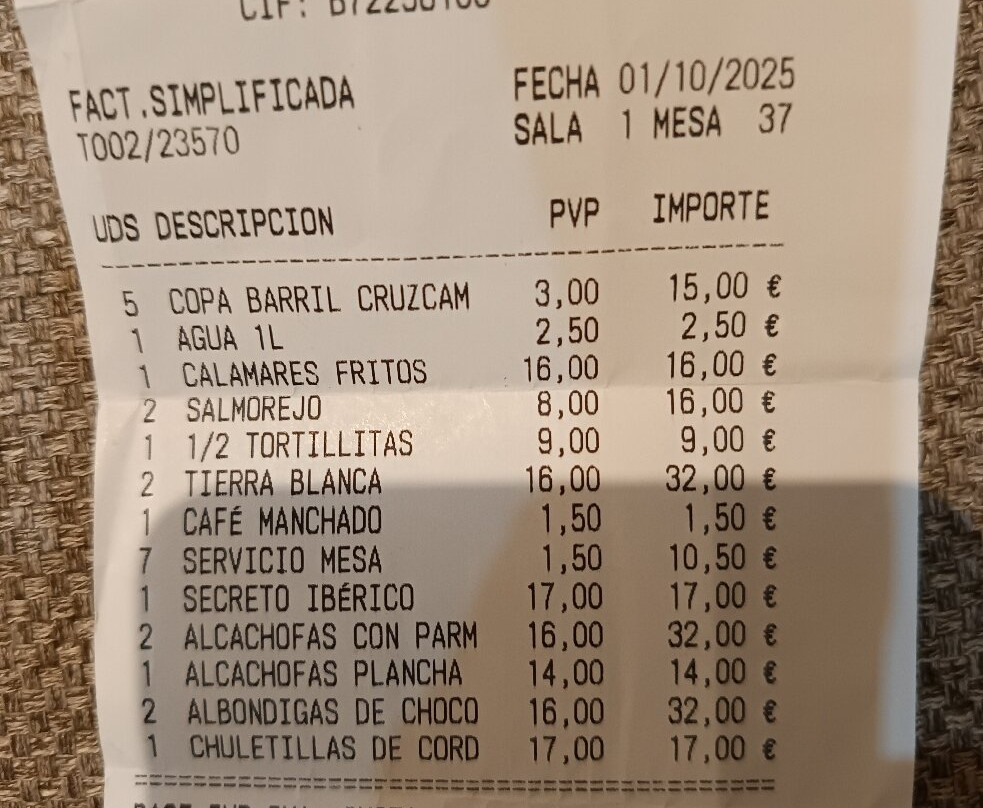 CIF:
FACT.SIMPLIFICADA FECHA 01/10/2025
T002/23570 SALA 1 MESA 37
UDS DESCRIPCION PVP IMPORTE
5 COPA BARRIL CRUZCAM 3,00 15,00 €
1 AGUA 1L 2,50 2,50 €
1 CALAMARES FRITOS 16,00 16,00 €
2 SALMOREJO 8,00 16,00 €
1 1/2 TORTILLITAS 9,00 9,00 €
2 TIERRA BLANCA 16,00 32,00 €
1 CAFÉ MANCHADO 1,50 1,50 €
7 SERVICIO MESA 1,50 10,50 €
1 SECRETO IBÉRICO 17,00 17,00 €
2 ALCACHOFAS CON PARM 16,00 32,00 €
1 ALCACHOFAS PLANCHA 14,00 14,00 €
2 ALBONDIGAS DE CHOCO 16,00 32,00 €
1 CHULETILLAS DE CORD 17,00 17,00 €